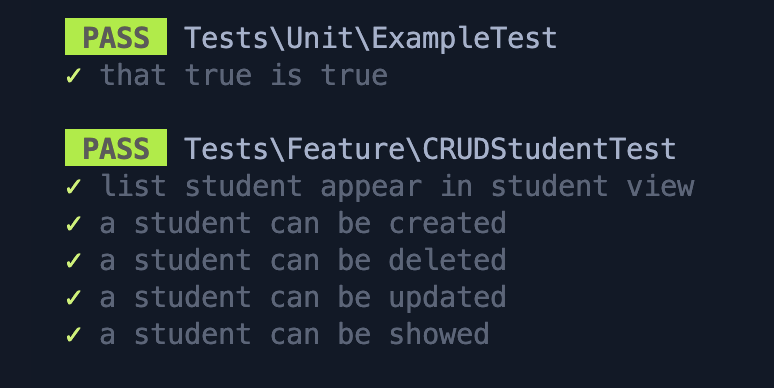 PASS Tests\Unit\ExampleTest
✓ that true is true
PASS Tests\Feature\CRUDStudentTest
✓ list student appear in student view
✓ a student can be created
✓ a student can be deleted
✓ a student can be updated
✓ a student can be showed